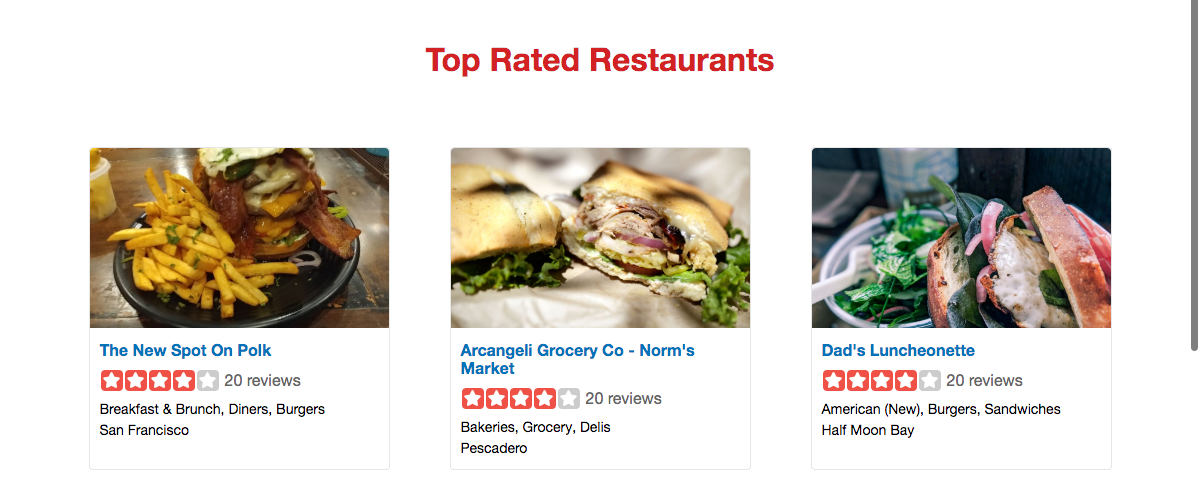 Top Rated Restaurants
The New Spot On Polk
20 reviews
Breakfast & Brunch, Diners, Burgers
San Francisco
Arcangeli Grocery Co - Norm's
Market
20 reviews
Bakeries, Grocery, Delis
Pescadero
Dad's Luncheonette
20 reviews
American (New), Burgers, Sandwiches
Half Moon Bay